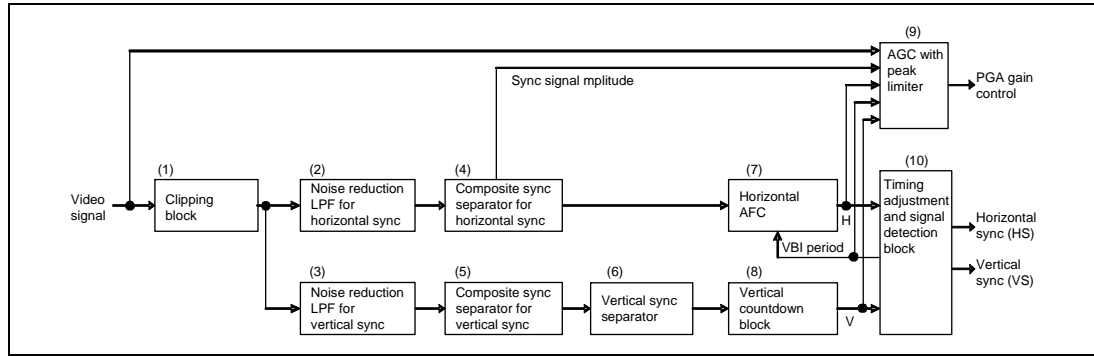 (9)
AGC with
peak
limiter
PGA gain
control
Sync signal mplitude
(1)
(2)
(4)
(7)
(10)
Video
signal
Clipping
block
Noise reduction
LPF for
horizontal sync
Composite sync
separator for
horizontal sync
Horizontal
AFC
H
Timing
adjustment
and signal
detection
block
Horizontal
sync (HS)
VBI period
Vertical
sync (VS)
(3)
(5)
(6)
(8)
Noise reduction
LPF for
vertical sync
Composite sync
separator for
vertical sync
Vertical sync
separator
Vertical
countdown
block
V